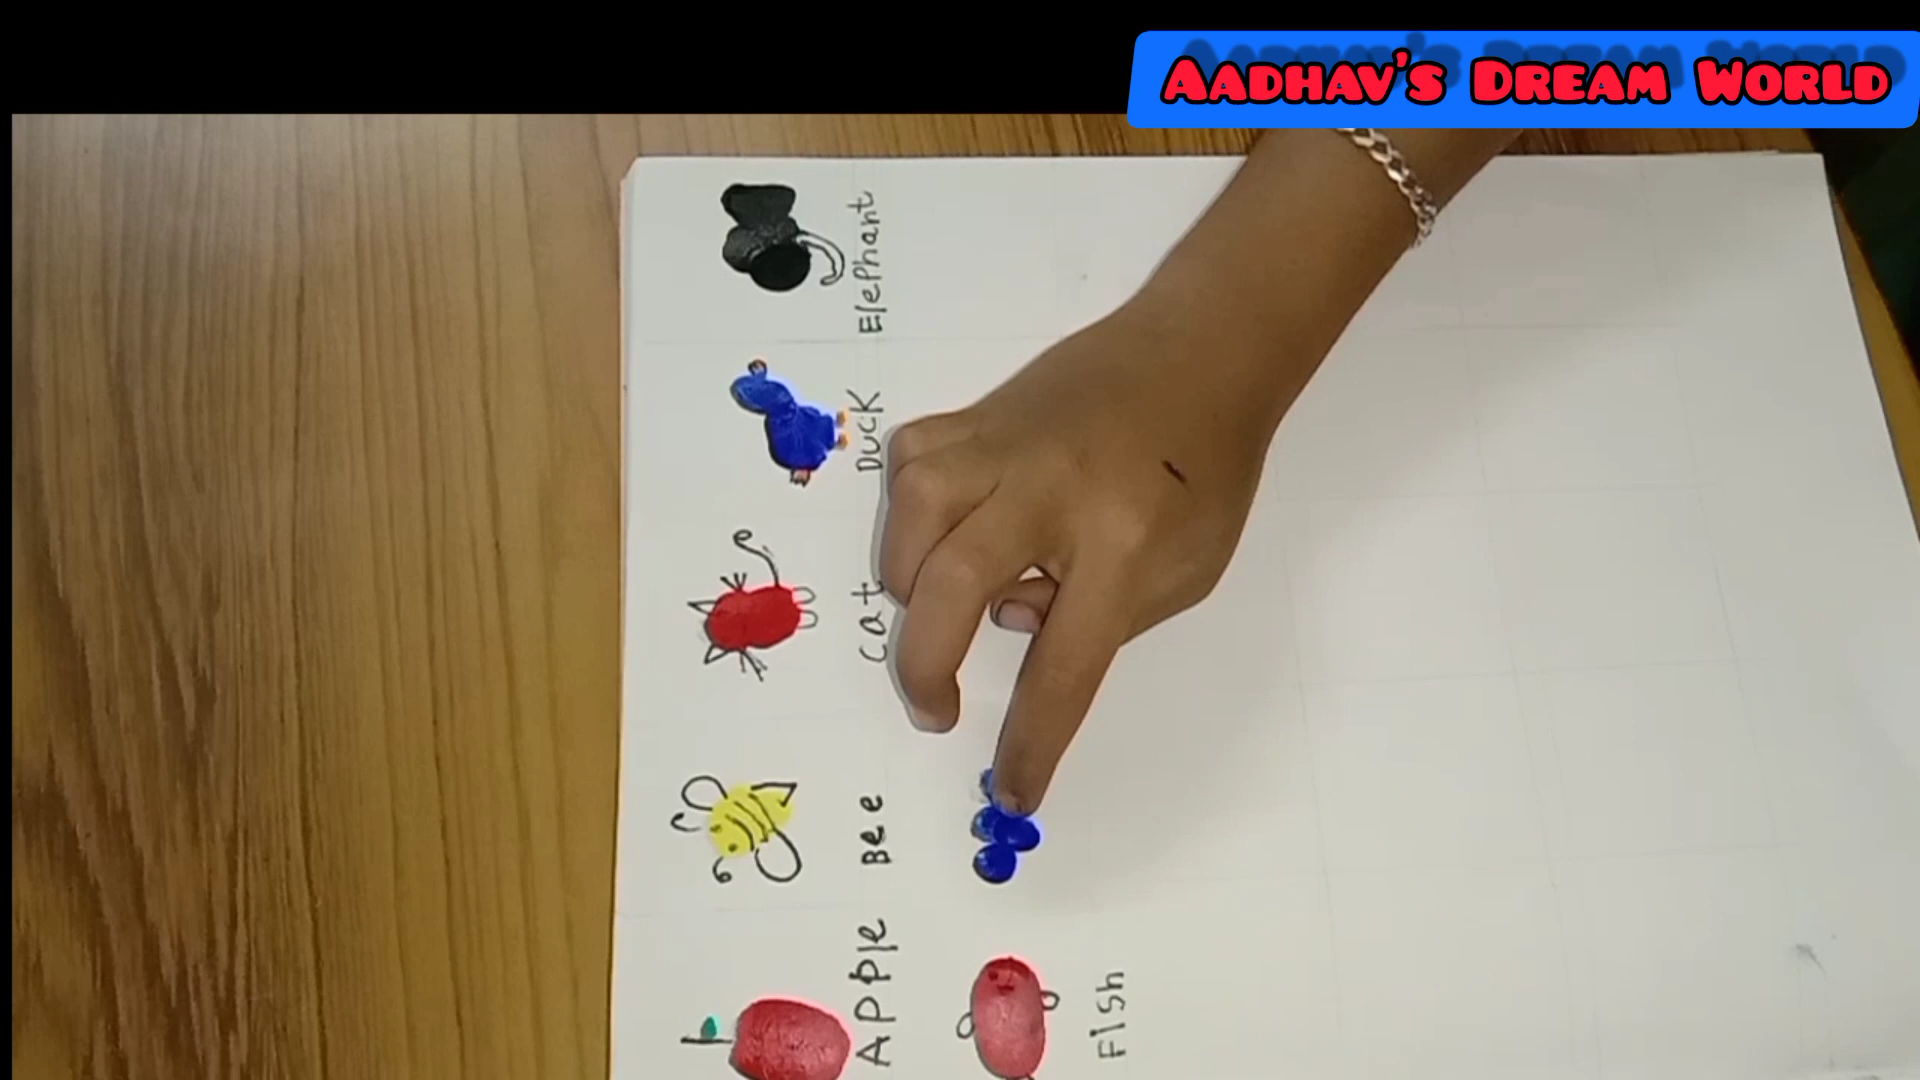 AADHAV'S DREAM WORLD
APPle
BEe
Cat
DUCK
ElePhant
Fish